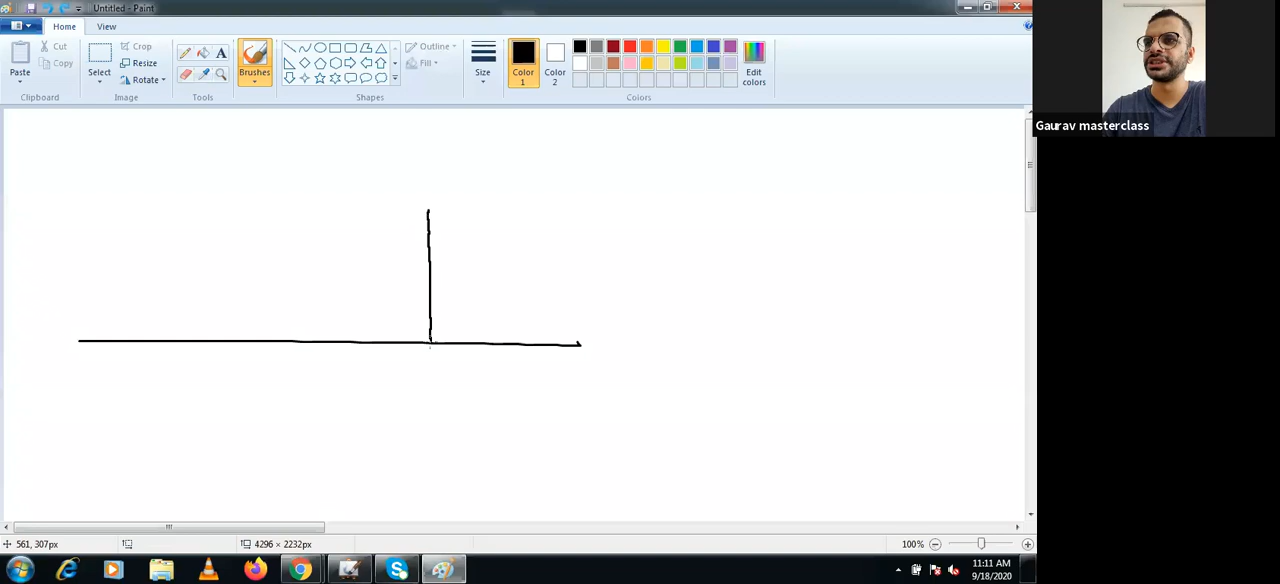 Untitled - Paint
Home
View
Paste
Cut
Copy
Clipboard
Select
Crop
Resize
Rotate
Image
A
Tools
Brushes
Outline
Fill
Shapes
Size
Color
1
Color
2
Edit
colors
Colors
Gaurav masterclass
561, 307px
4296 × 2232px
100%
11:11 AM
9/18/2020